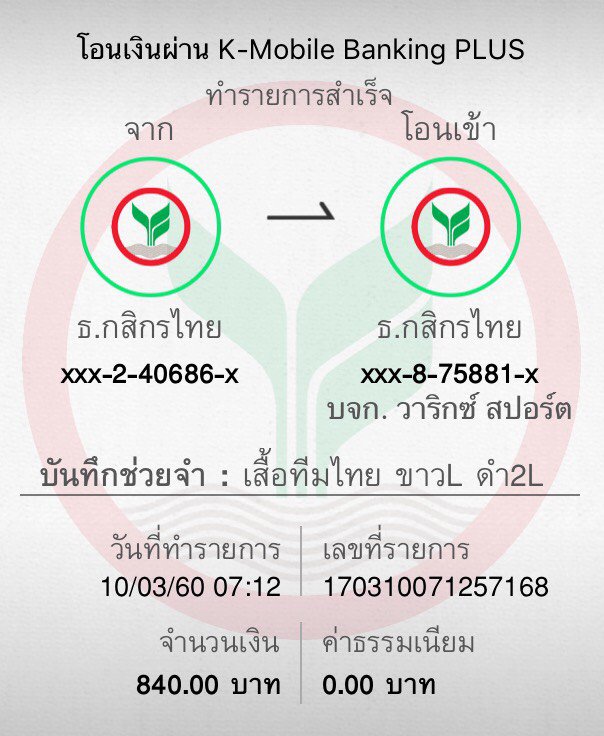 โอนเงินผ่าน K-Mobile Banking PLUS
ทำรายการสำเร็จ
จาก
โอนเข้า
ธ.กสิกรไทย
ธ.กสิกรไทย
xxx-2-40686-x
xxx-8-75881-x
บจก. วาริกซ์ สปอร์ต
บันทึกช่วยจำ : เสื้อทีมไทย ขาวL ดำ2L
วันที่ทำรายการ
เลขที่รายการ
10/03/60 07:12
170310071257168
จำนวนเงิน
ค่าธรรมเนียม
840.00 บาท
0.00 บาท